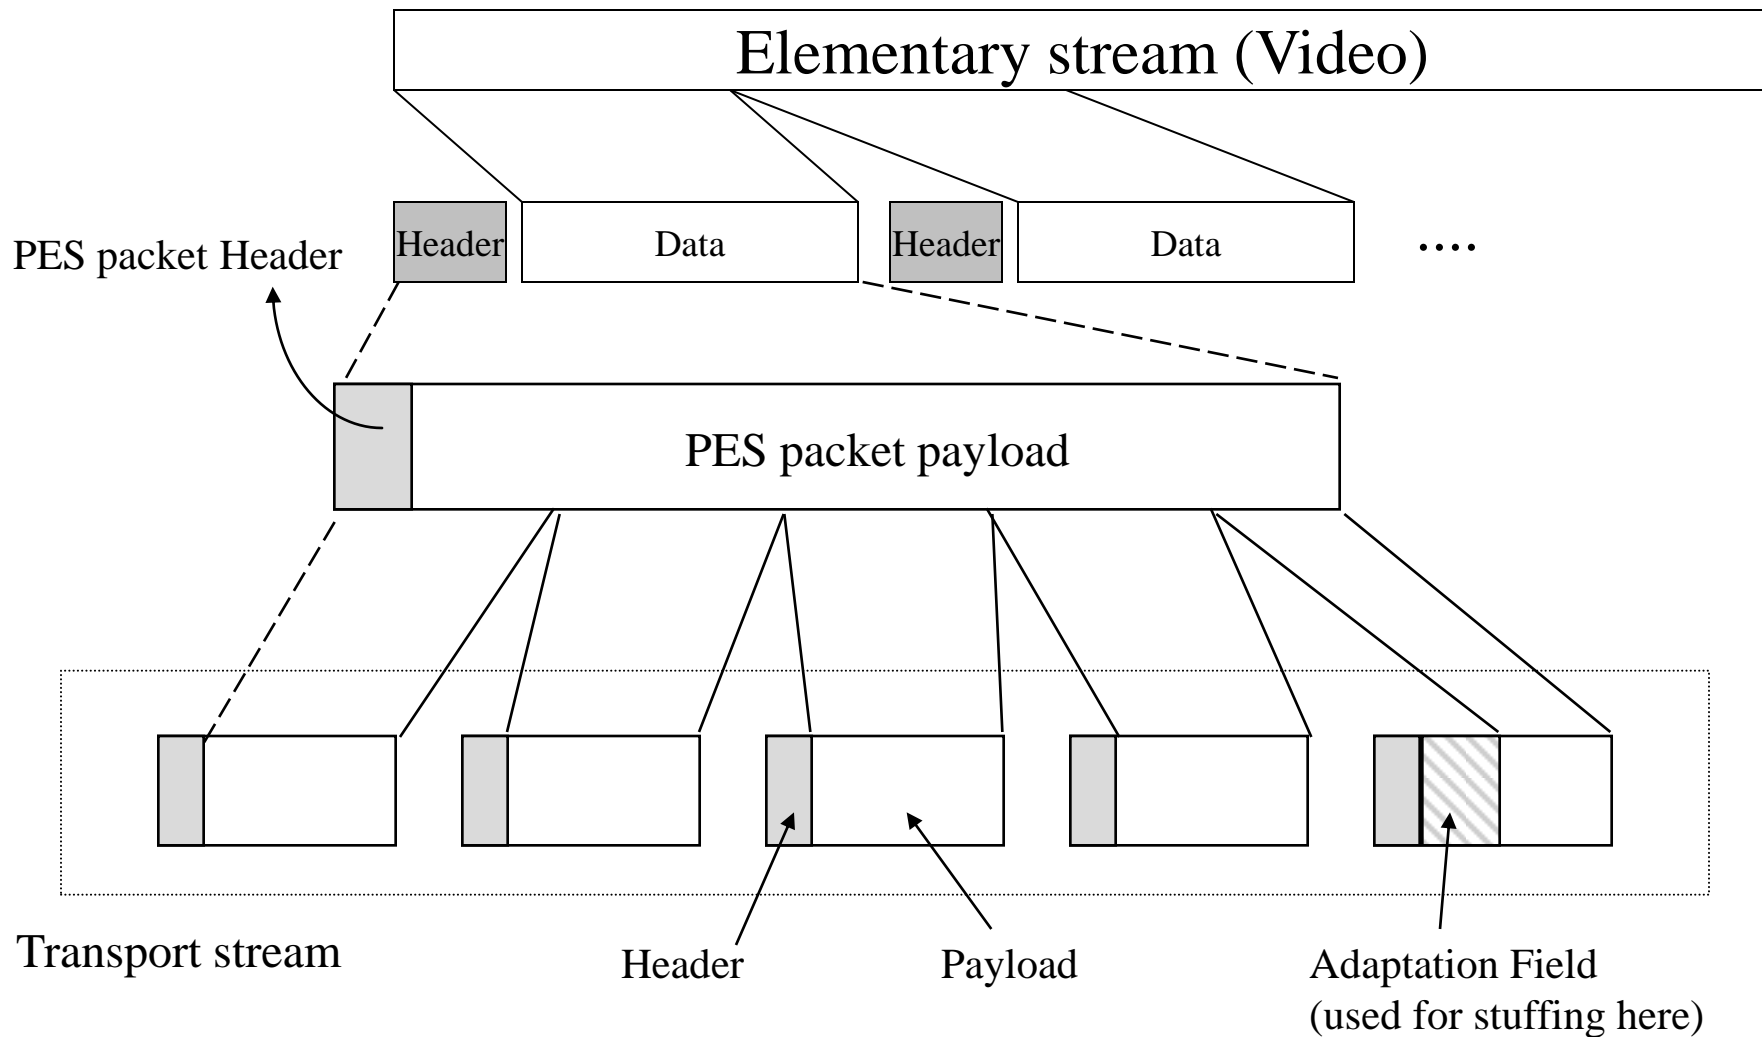 Elementary stream (Video)
PES packet Header
Header
Data
Header
Data
....
PES packet payload
Transport stream
Header
Payload
Adaptation Field
(used for stuffing here)